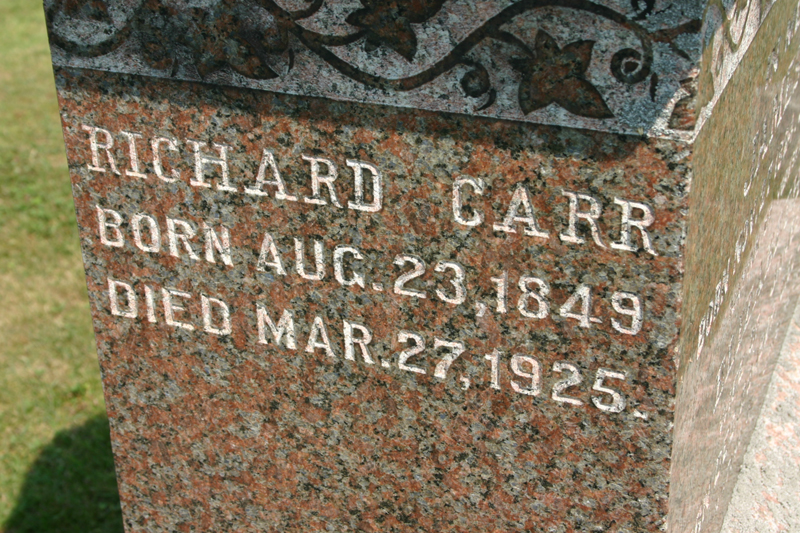 RICHARD CARR
BORN AUG. 23, 1849
DIED MAR. 27, 1925.